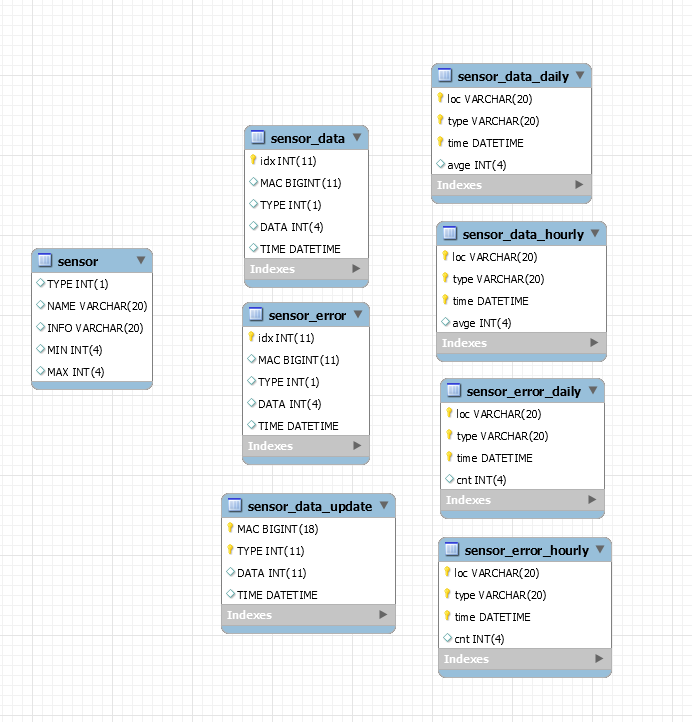 sensor
TYPE INT(1)
NAME VARCHAR(20)
INFO VARCHAR(20)
MIN INT(4)
MAX INT(4)
sensor_data
idx INT(11)
MAC BIGINT(11)
TYPE INT(1)
DATA INT(4)
TIME DATETIME
Indexes
sensor_error
idx INT(11)
MAC BIGINT(11)
TYPE INT(1)
DATA INT(4)
TIME DATETIME
Indexes
sensor_data_update
MAC BIGINT(18)
TYPE INT(11)
DATA INT(11)
TIME DATETIME
Indexes
sensor_data_daily
loc VARCHAR(20)
type VARCHAR(20)
time DATETIME
avge INT(4)
Indexes
sensor_data_hourly
loc VARCHAR(20)
type VARCHAR(20)
time DATETIME
avge INT(4)
Indexes
sensor_error_daily
loc VARCHAR(20)
type VARCHAR(20)
time DATETIME
cnt INT(4)
Indexes
sensor_error_hourly
loc VARCHAR(20)
type VARCHAR(20)
time DATETIME
cnt INT(4)
Indexes